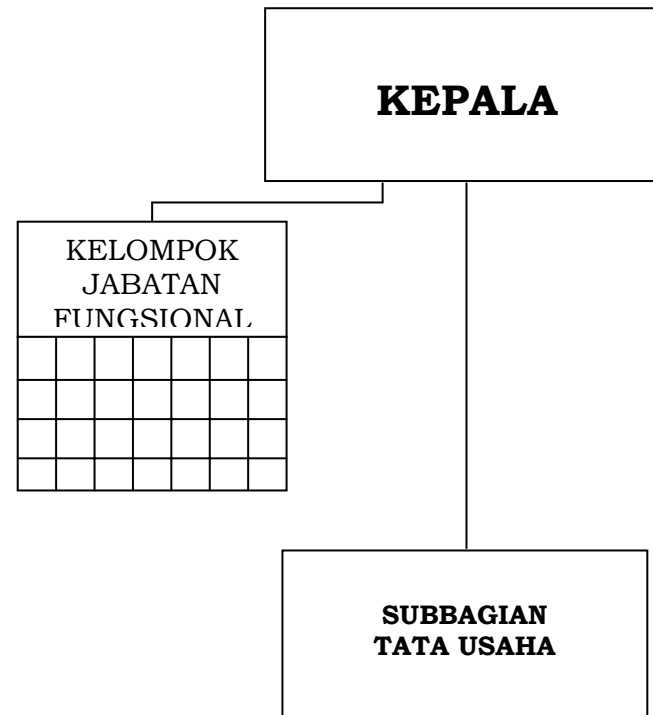 KEPALA
KELOMPOK
JABATAN
FUNGSIONAL
SUBBAGIAN
TATA USAHA